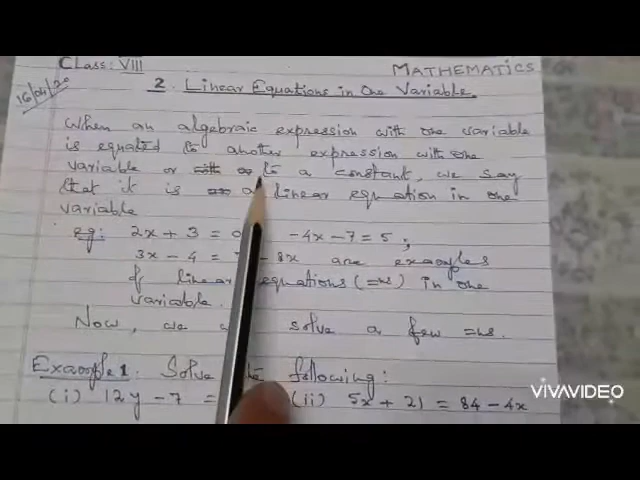 Class: VIII
MATHEMATICS
16/04/20
2. Linear Equations in One Variable
When an algebraic expression with one variable
is equated to another expression with one
variable or to a constant, we say
that it is a linear equation in one
variable
eg: 2x + 3 = -4x - 7 = 5 ;
3x - 4 = - 8x are examples
of linear equations (=ns) in one
variable.
Now, we solve a few =ns.
Example 1. Solve the following:
(i) 12y - 7 = (ii) 5x + 21 = 84 - 4x
VIVAVIDEO